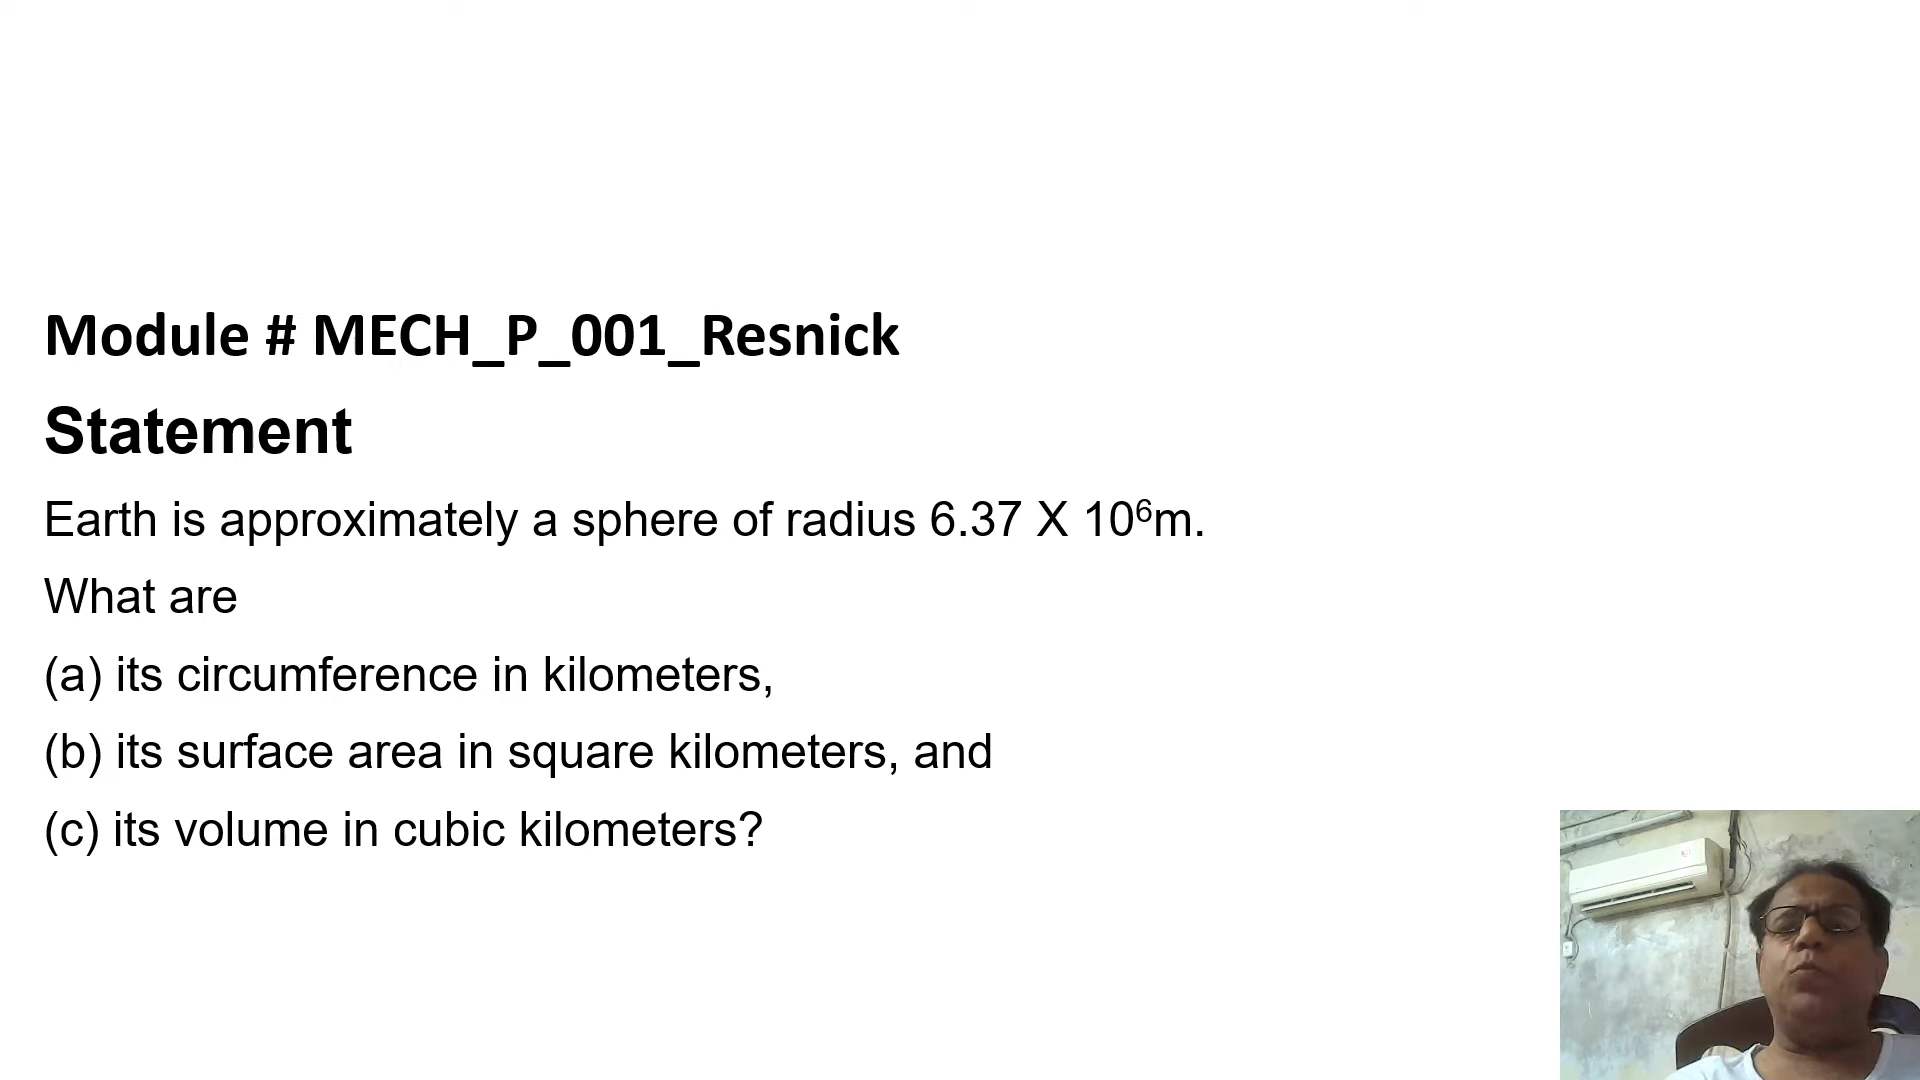 Module # MECH_P_001_Resnick
Statement
Earth is approximately a sphere of radius 6.37 X 10⁶m.
What are
(a) its circumference in kilometers,
(b) its surface area in square kilometers, and
(c) its volume in cubic kilometers?